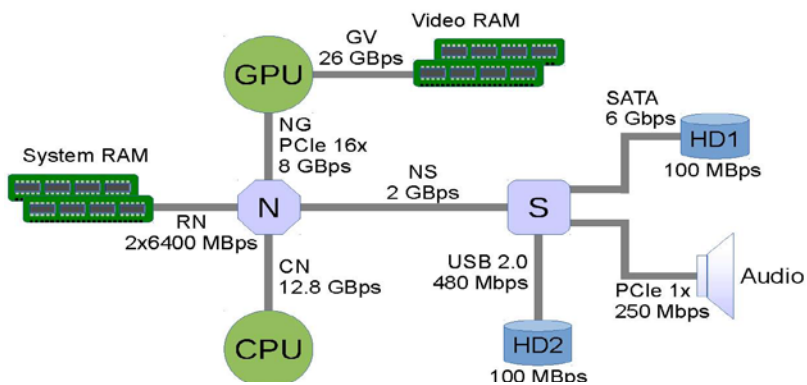 Video RAM
GV
26 GBps
GPU
SATA
6 Gbps
HD1
100 MBps
NG
PCIe 16x
8 GBps
System RAM
NS
2 GBps
N
S
RN
2x6400 MBps
CN
12.8 GBps
USB 2.0
480 Mbps
PCIe 1x
250 Mbps
Audio
CPU
HD2
100 MBps